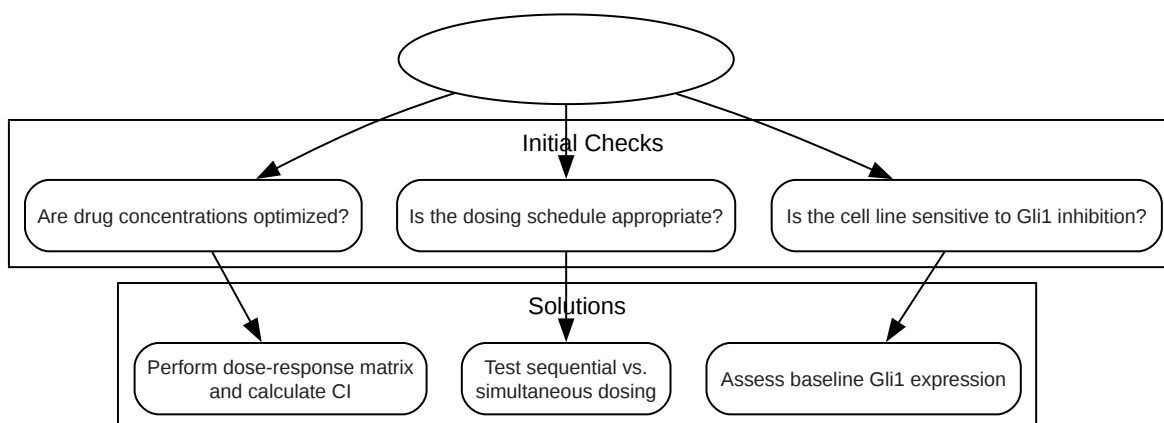 Initial Checks
Are drug concentrations optimized?
Is the dosing schedule appropriate?
Is the cell line sensitive to Gli1 inhibition?
Solutions
Perform dose-response matrix
and calculate CI
Test sequential vs.
simultaneous dosing
Assess baseline Gli1 expression